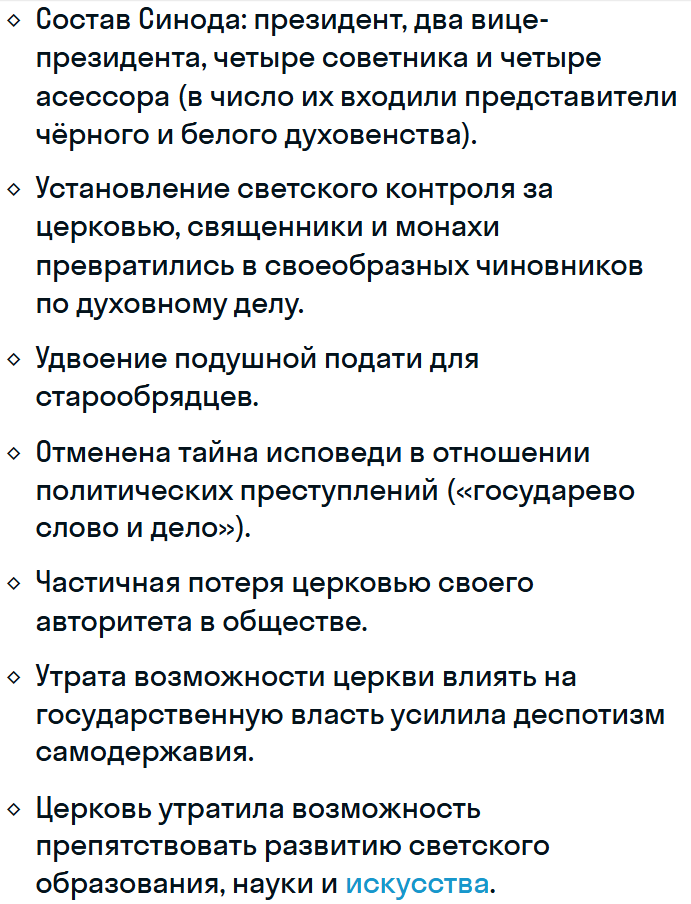 ◇ Состав Синода: президент, два вице-
президента, четыре советника и четыре
асессора (в число их входили представители
чёрного и белого духовенства).
◇ Установление светского контроля за
церковью, священники и монахи
превратились в своеобразных чиновников
по духовному делу.
◇ Удвоение подушной подати для
старообрядцев.
◇ Отменена тайна исповеди в отношении
политических преступлений («государево
слово и дело»).
◇ Частичная потеря церковью своего
авторитета в обществе.
◇ Утрата возможности церкви влиять на
государственную власть усилила деспотизм
самодержавия.
◇ Церковь утратила возможность
препятствовать развитию светского
образования, науки и искусства.